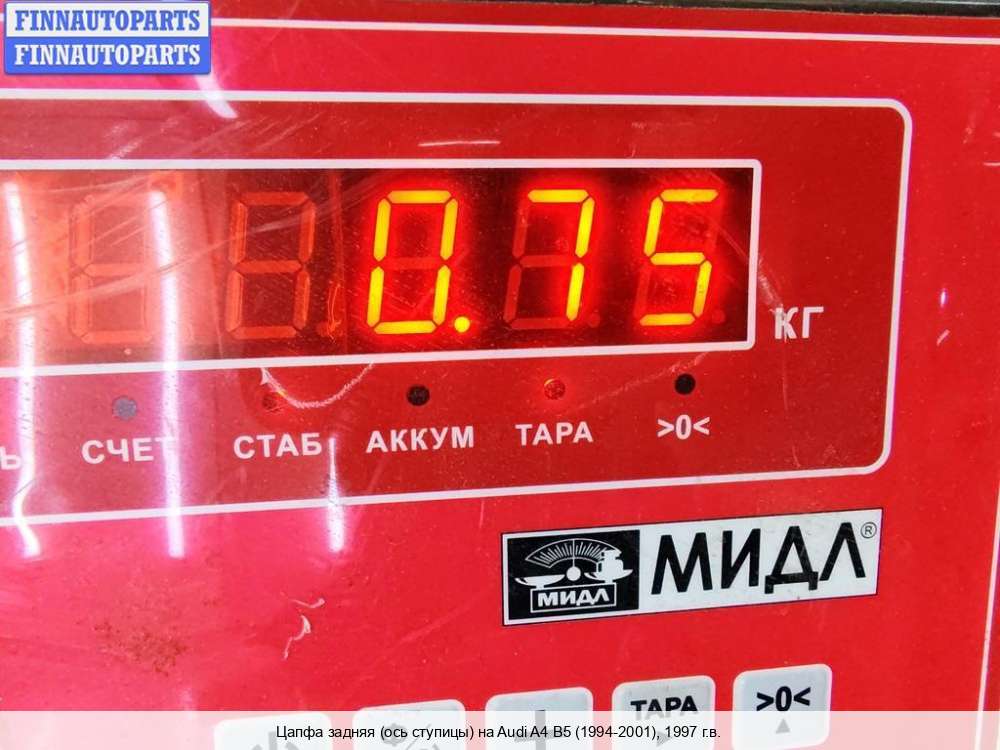 FINNAUTOPARTS
FINNAUTOPARTS
0.75
КГ
СЧЕТ СТАБ АККУМ ТАРА >0<
МИДЛ МИДЛ®
ТАРА >0<
Цапфа задняя (ось ступицы) на Audi A4 B5 (1994-2001), 1997 г.в.